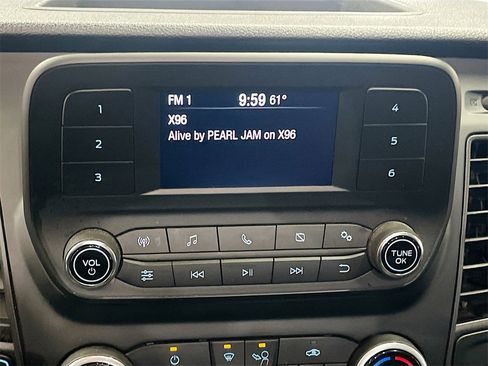 FM 1 9:59 61°
X96
Alive by PEARL JAM on X96
1
2
3
4
5
6
VOL
TUNE
OK